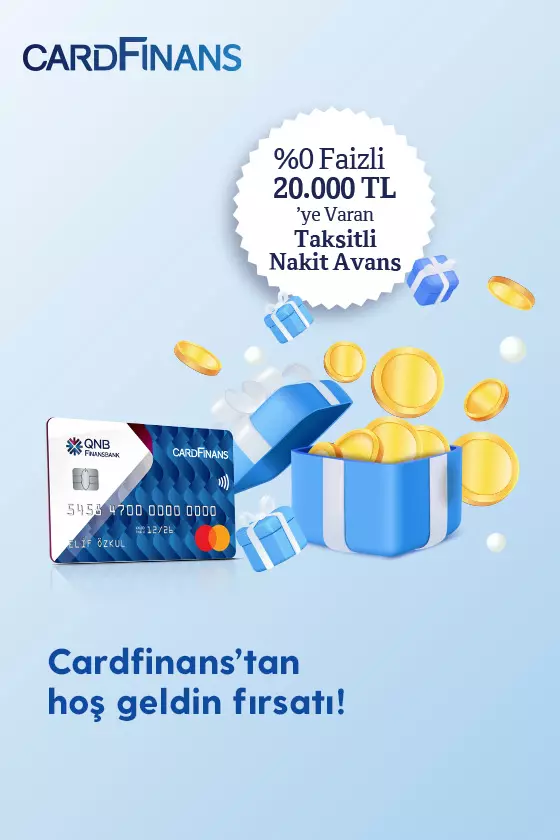 CARDFINANS
%0 Faizli
20.000 TL
'ye Varan
Taksitli
Nakit Avans
QNB
FINANSBANK
CARDFINANS
5456 4700 0000 0000
12/26
ELİF ÖZKUL
Cardfinans'tan
hoş geldin fırsatı!